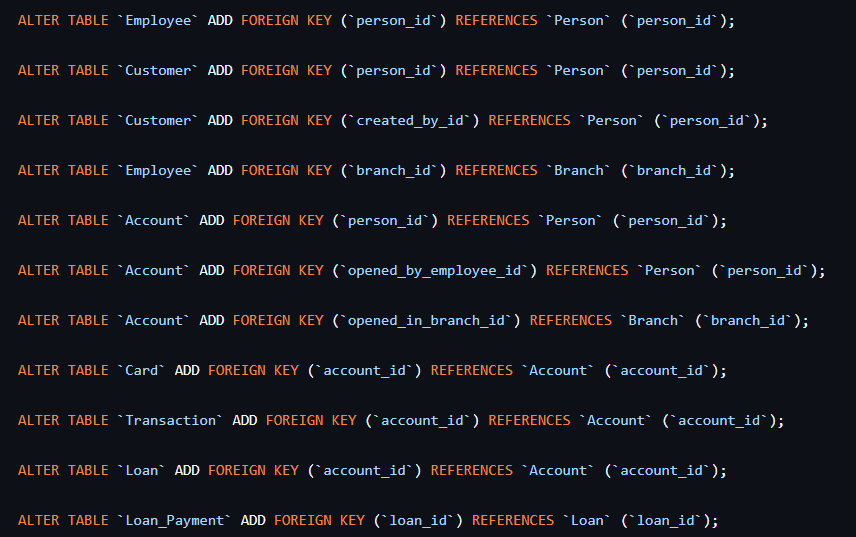 ALTER TABLE `Employee` ADD FOREIGN KEY (`person_id`) REFERENCES `Person` (`person_id`);
ALTER TABLE `Customer` ADD FOREIGN KEY (`person_id`) REFERENCES `Person` (`person_id`);
ALTER TABLE `Customer` ADD FOREIGN KEY (`created_by_id`) REFERENCES `Person` (`person_id`);
ALTER TABLE `Employee` ADD FOREIGN KEY (`branch_id`) REFERENCES `Branch` (`branch_id`);
ALTER TABLE `Account` ADD FOREIGN KEY (`person_id`) REFERENCES `Person` (`person_id`);
ALTER TABLE `Account` ADD FOREIGN KEY (`opened_by_employee_id`) REFERENCES `Person` (`person_id`);
ALTER TABLE `Account` ADD FOREIGN KEY (`opened_in_branch_id`) REFERENCES `Branch` (`branch_id`);
ALTER TABLE `Card` ADD FOREIGN KEY (`account_id`) REFERENCES `Account` (`account_id`);
ALTER TABLE `Transaction` ADD FOREIGN KEY (`account_id`) REFERENCES `Account` (`account_id`);
ALTER TABLE `Loan` ADD FOREIGN KEY (`account_id`) REFERENCES `Account` (`account_id`);
ALTER TABLE `Loan_Payment` ADD FOREIGN KEY (`loan_id`) REFERENCES `Loan` (`loan_id`);